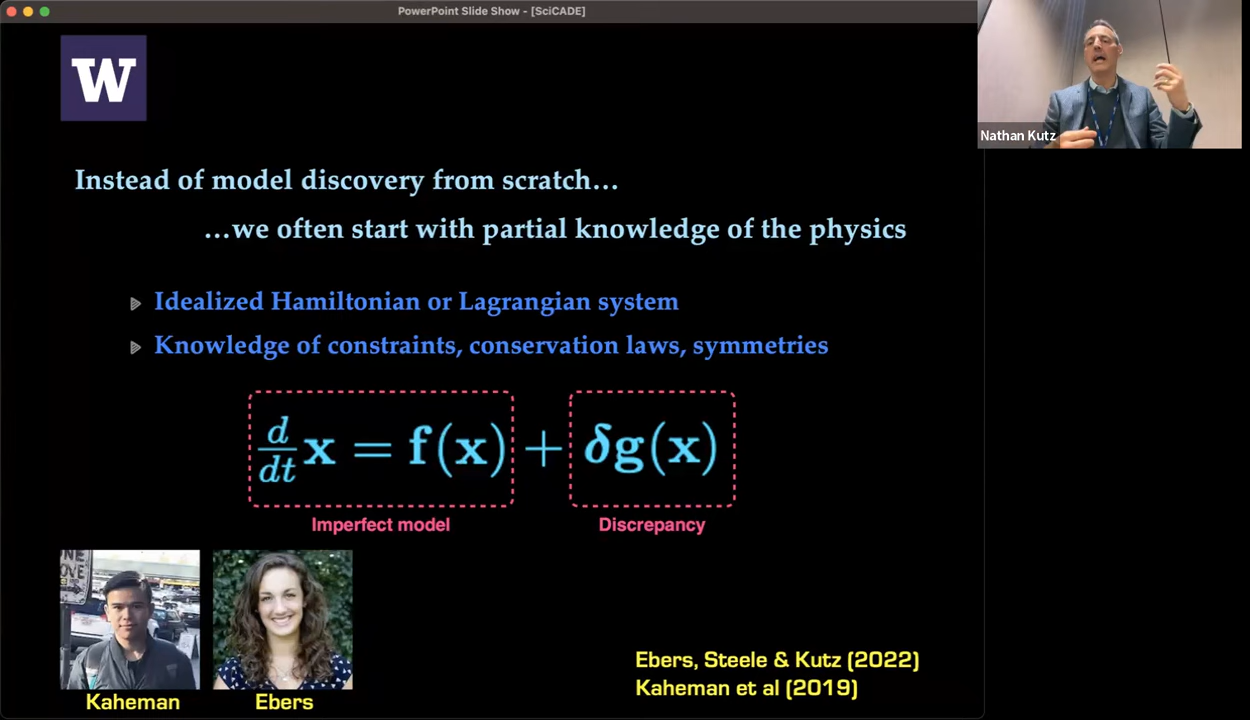 PowerPoint Slide Show - [SciCADE]
W
Nathan Kutz
Instead of model discovery from scratch…
…we often start with partial knowledge of the physics
Idealized Hamiltonian or Lagrangian system
Knowledge of constraints, conservation laws, symmetries
d/dt x = f(x) + δg(x)
Imperfect model
Discrepancy
Kaheman
Ebers
Ebers, Steele & Kutz (2022)
Kaheman et al (2019)